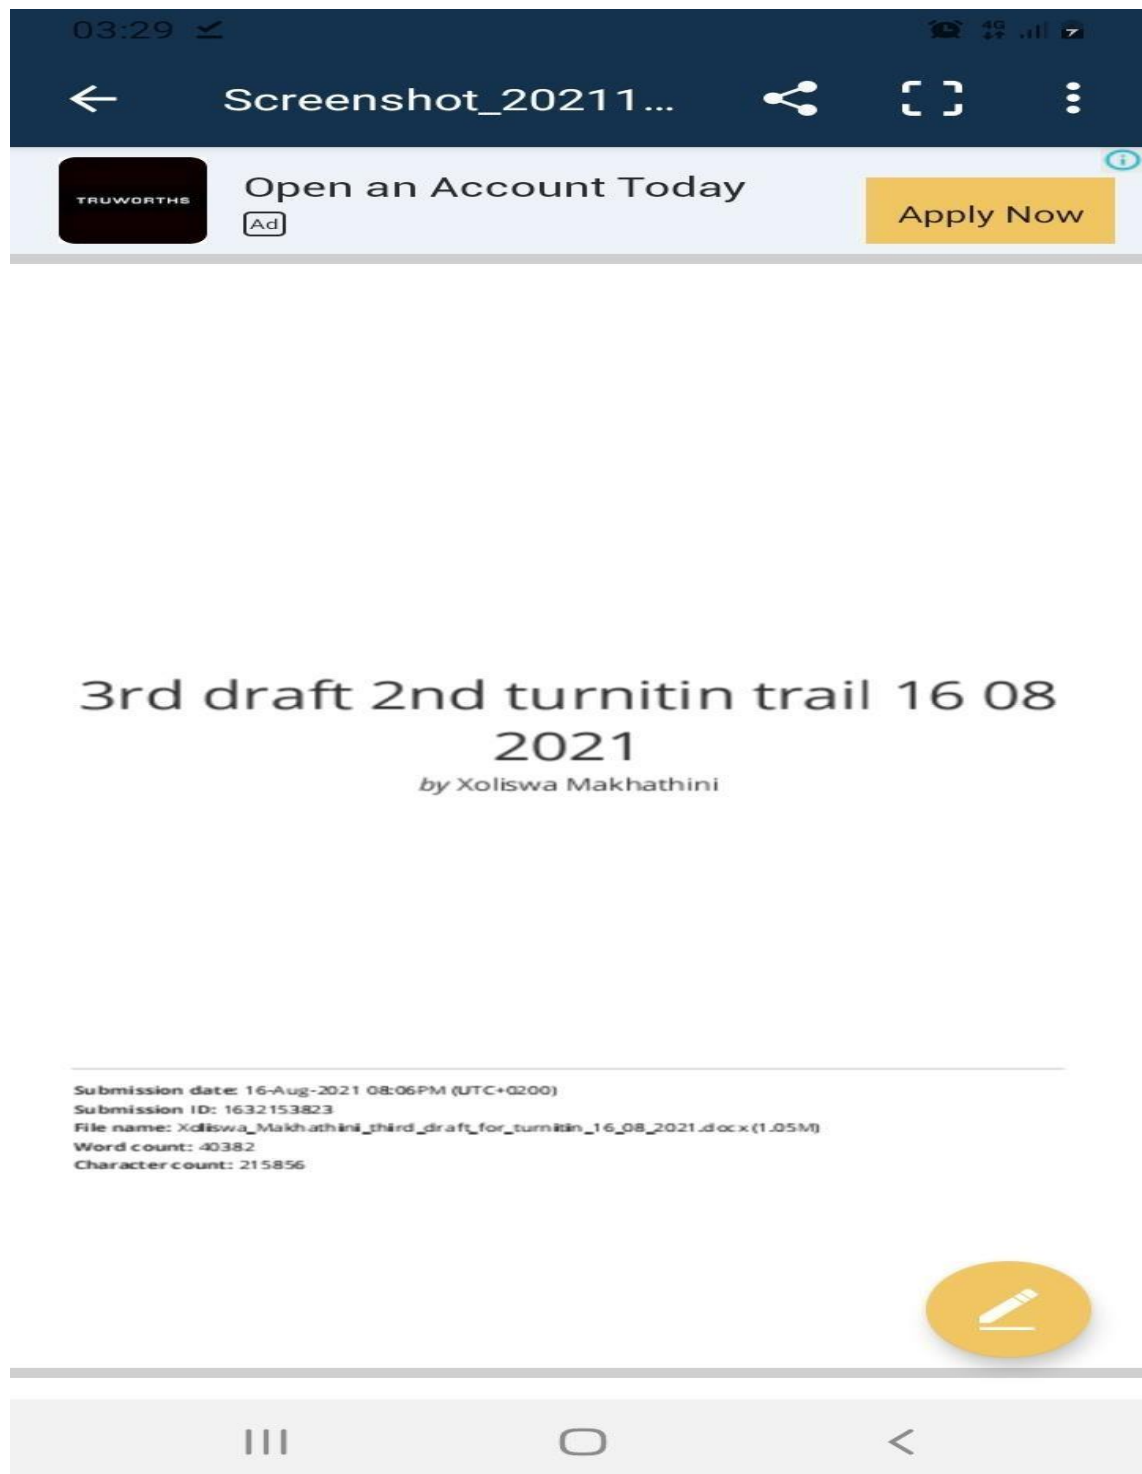 03:29
4G
Screenshot_20211...
TRUWORTHS
Open an Account Today
Ad
Apply Now
3rd draft 2nd turnitin trail 16 08
2021
by Xoliswa Makhathini
Submission date: 16-Aug-2021 08:06PM (UTC+0200)
Submission ID: 1632153823
File name: Xoliswa_Makhathini_third_draft_for_turnitin_16_08_2021.docx (1.05M)
Word count: 40382
Character count: 215856